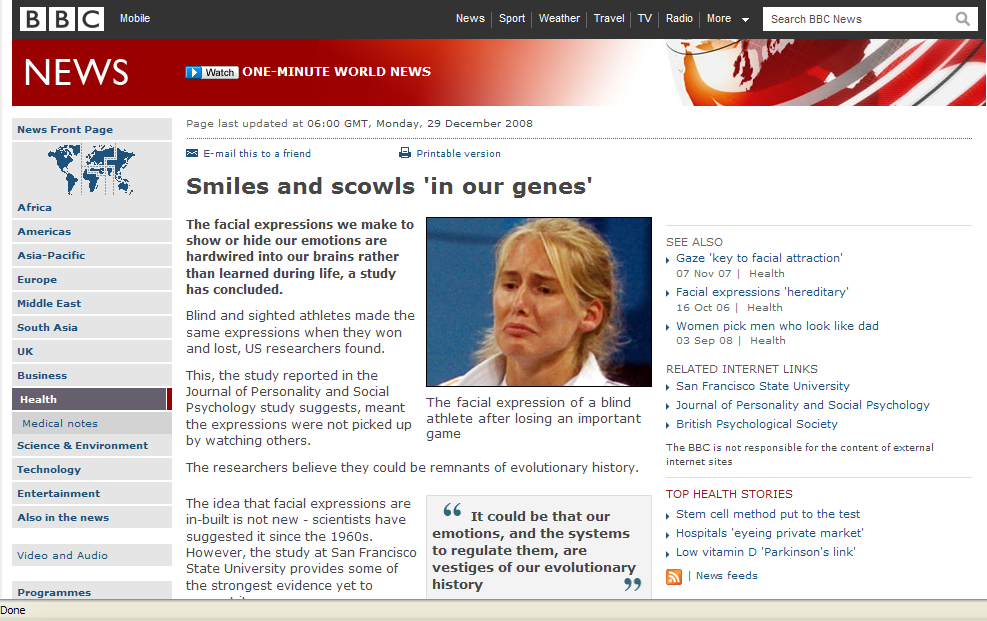 BBC Mobile News Sport Weather Travel TV Radio More Search BBC News
NEWS Watch ONE-MINUTE WORLD NEWS
News Front Page
Africa
Americas
Asia-Pacific
Europe
Middle East
South Asia
UK
Business
Health
Medical notes
Science & Environment
Technology
Entertainment
Also in the news
Video and Audio
Programmes
Page last updated at 06:00 GMT, Monday, 29 December 2008
E-mail this to a friend Printable version
Smiles and scowls 'in our genes'
The facial expressions we make to
show or hide our emotions are
hardwired into our brains rather
than learned during life, a study
has concluded.
Blind and sighted athletes made the
same expressions when they won
and lost, US researchers found.
This, the study reported in the
Journal of Personality and Social
Psychology study suggests, meant
the expressions were not picked up
by watching others.
The facial expression of a blind
athlete after losing an important
game
The researchers believe they could be remnants of evolutionary history.
The idea that facial expressions are
in-built is not new - scientists have
suggested it since the 1960s.
However, the study at San Francisco
State University provides some of
the strongest evidence yet to
“ It could be that our
emotions, and the systems
to regulate them, are
vestiges of our evolutionary
history ”
SEE ALSO
Gaze 'key to facial attraction'
07 Nov 07 | Health
Facial expressions 'hereditary'
16 Oct 06 | Health
Women pick men who look like dad
03 Sep 08 | Health
RELATED INTERNET LINKS
San Francisco State University
Journal of Personality and Social Psychology
British Psychological Society
The BBC is not responsible for the content of external
internet sites
TOP HEALTH STORIES
Stem cell method put to the test
Hospitals 'eyeing private market'
Low vitamin D 'Parkinson's link'
| News feeds
Done